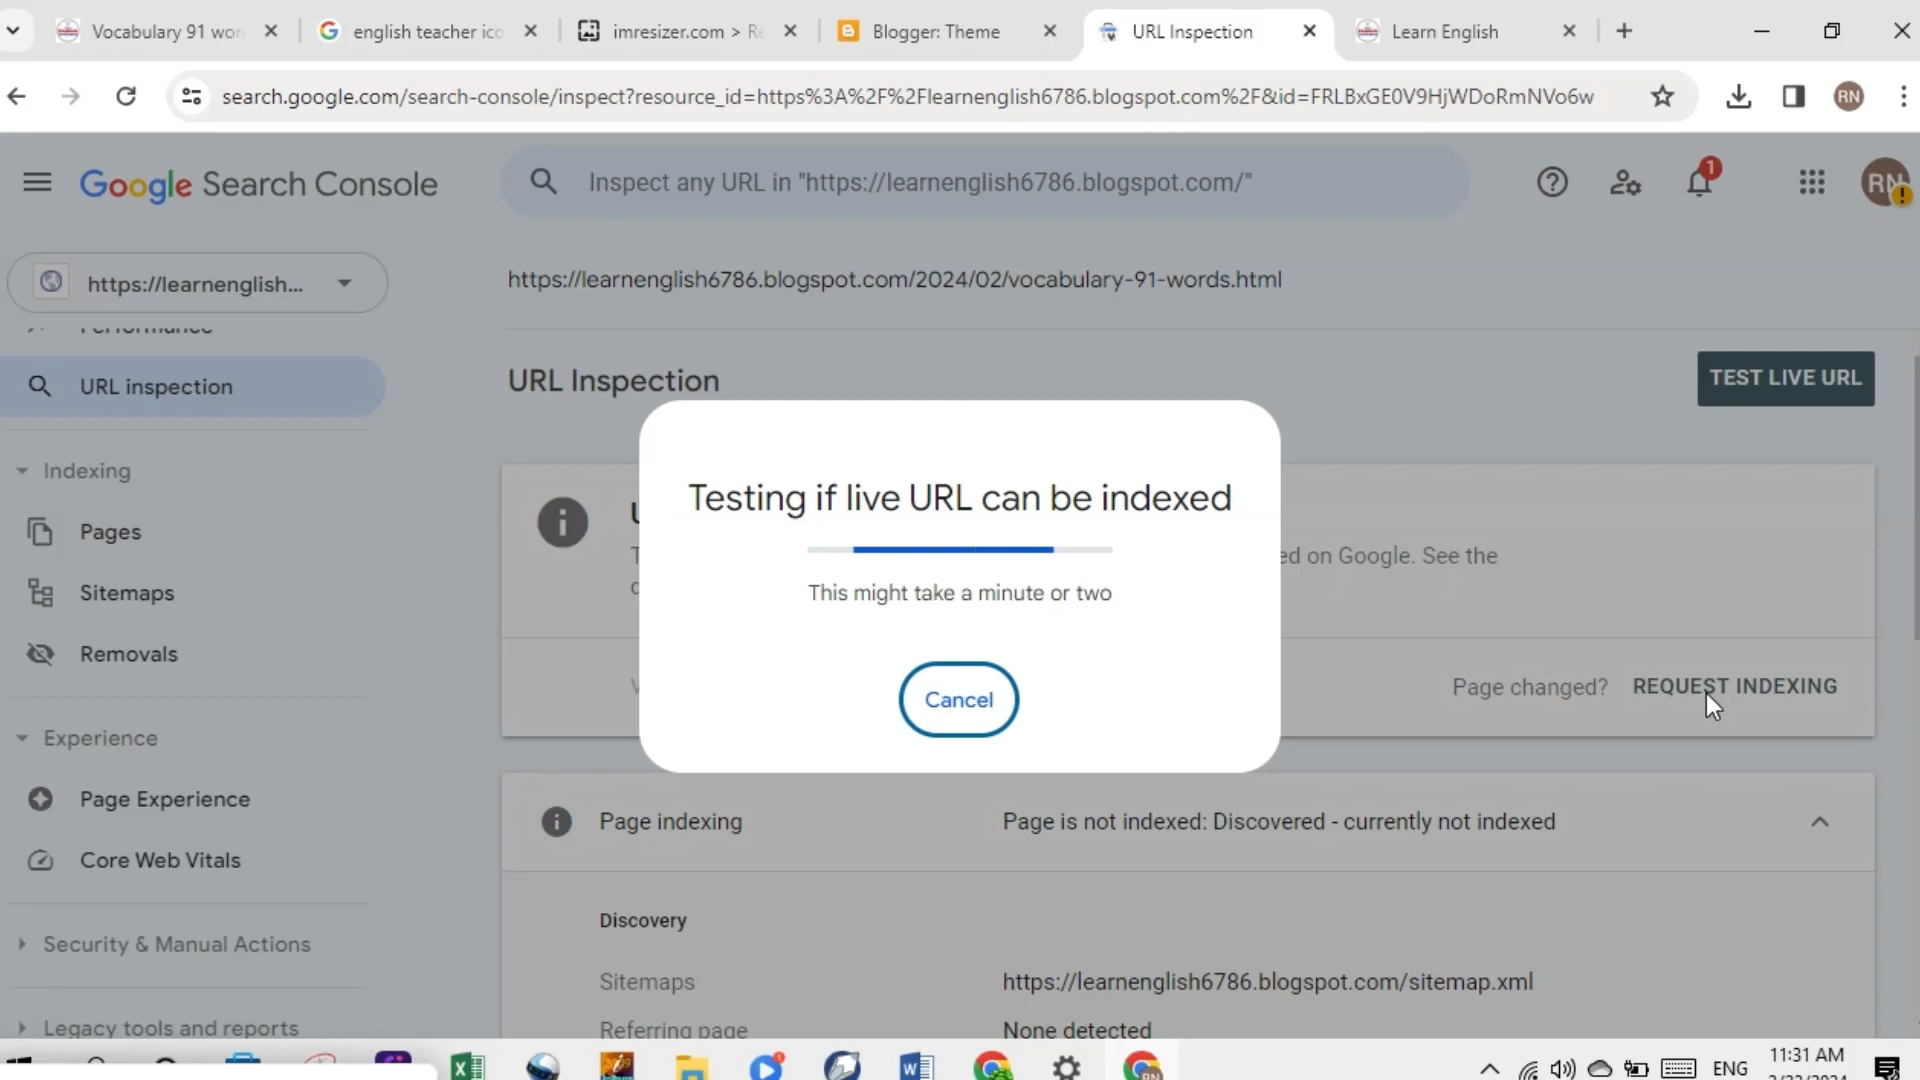 Vocabulary 91 wor
english teacher ico
imresizer.com > Re
Blogger: Theme
URL Inspection
Learn English
search.google.com/search-console/inspect?resource_id=https%3A%2F%2Flearnenglish6786.blogspot.com%2F&id=FRLBxGE0V9HjWDoRmNVo6w
RN
Google Search Console
Inspect any URL in "https://learnenglish6786.blogspot.com/"
1
RN
https://learnenglish...
https://learnenglish6786.blogspot.com/2024/02/vocabulary-91-words.html
Performance
URL inspection
URL Inspection
TEST LIVE URL
Indexing
Pages
Sitemaps
Removals
Testing if live URL can be indexed
This might take a minute or two
Cancel
ed on Google. See the
Page changed? REQUEST INDEXING
Experience
Page Experience
Core Web Vitals
Security & Manual Actions
Legacy tools and reports
Page indexing
Page is not indexed: Discovered - currently not indexed
Discovery
Sitemaps
https://learnenglish6786.blogspot.com/sitemap.xml
Referring page
None detected
ENG
11:31 AM